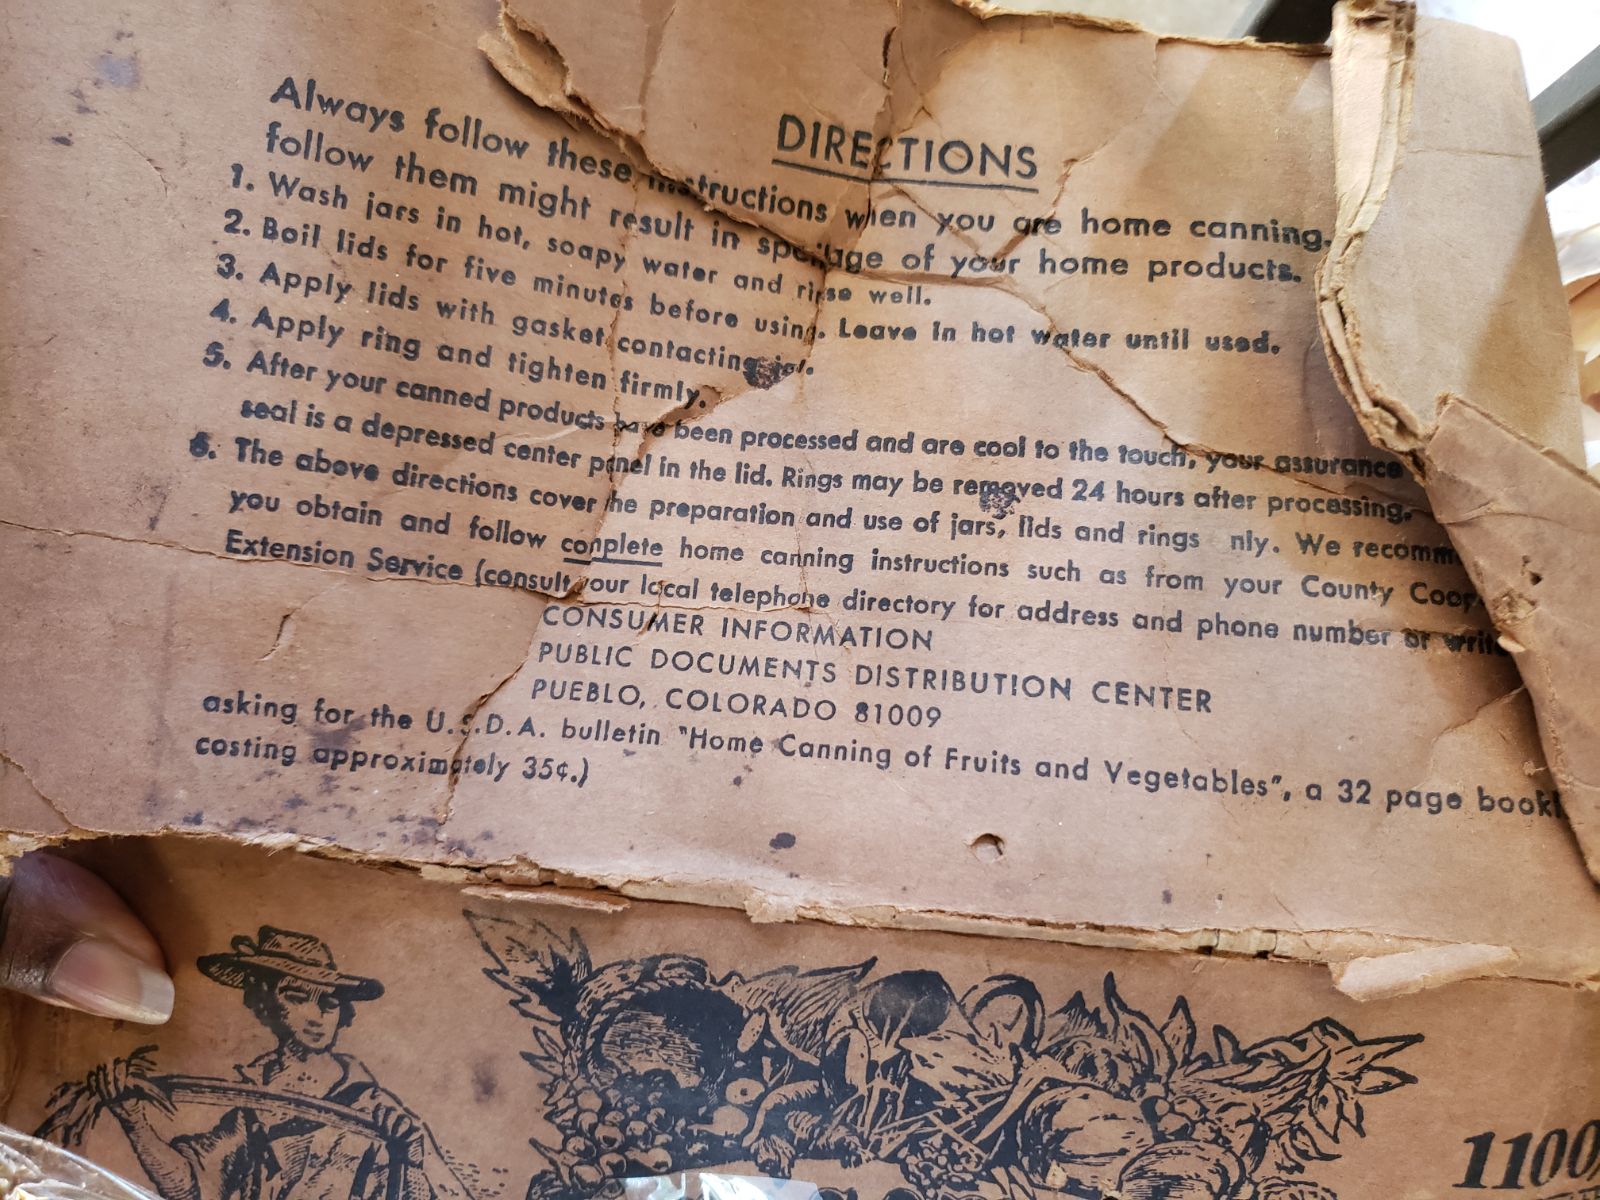 DIRECTIONS
Always follow these instructions when you are home canning.
follow them might result in spoilage of your home products.
1. Wash jars in hot, soapy water and rinse well.
2. Boil lids for five minutes before using. Leave in hot water until used.
3. Apply lids with gasket contacting jar.
4. Apply ring and tighten firmly.
5. After your canned products have been processed and are cool to the touch, your assurance
seal is a depressed center panel in the lid. Rings may be removed 24 hours after processing.
6. The above directions cover the preparation and use of jars, lids and rings nly. We recomm
you obtain and follow complete home canning instructions such as from your County Coop
Extension Service (consult your local telephone directory for address and phone number or write
CONSUMER INFORMATION
PUBLIC DOCUMENTS DISTRIBUTION CENTER
PUEBLO, COLORADO 81009
asking for the U.S.D.A. bulletin "Home Canning of Fruits and Vegetables", a 32 page bookl
costing approximately 35¢.)
1100